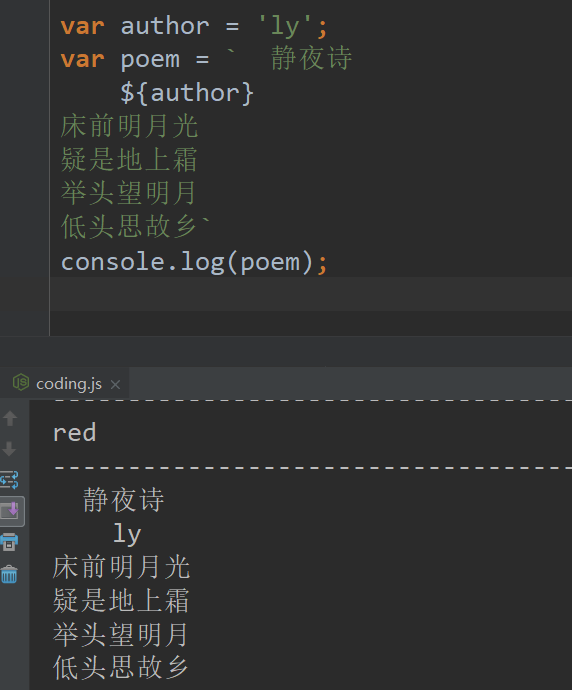 var author = 'ly';
var poem = `  静夜诗
    ${author}
床前明月光
疑是地上霜
举头望明月
低头思故乡`
console.log(poem);
coding.js ×
-------------------------------------
red
-------------------------------------
  静夜诗
    ly
床前明月光
疑是地上霜
举头望明月
低头思故乡